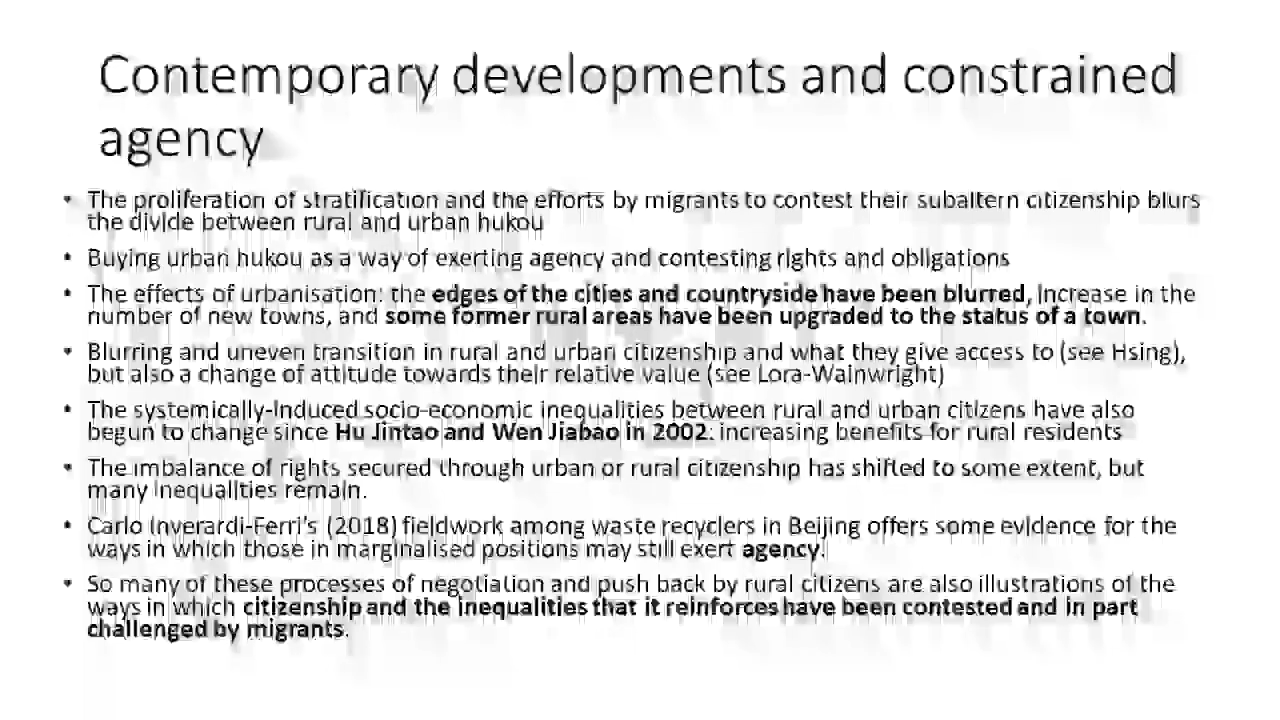 Contemporary developments and constrained
agency
• The proliferation of stratification and the efforts by migrants to contest their subaltern citizenship blurs
the divide between rural and urban hukou
• Buying urban hukou as a way of exerting agency and contesting rights and obligations
• The effects of urbanisation: the edges of the cities and countryside have been blurred, increase in the
number of new towns, and some former rural areas have been upgraded to the status of a town.
• Blurring and uneven transition in rural and urban citizenship and what they give access to (see Hsing),
but also a change of attitude towards their relative value (see Lora-Wainwright)
• The systemically-induced socio-economic inequalities between rural and urban citizens have also
begun to change since Hu Jintao and Wen Jiabao in 2002: increasing benefits for rural residents
• The imbalance of rights secured through urban or rural citizenship has shifted to some extent, but
many inequalities remain.
• Carlo Inverardi-Ferri's (2018) fieldwork among waste recyclers in Beijing offers some evidence for the
ways in which those in marginalised positions may still exert agency.
• So many of these processes of negotiation and push back by rural citizens are also illustrations of the
ways in which citizenship and the inequalities that it reinforces have been contested and in part
challenged by migrants.